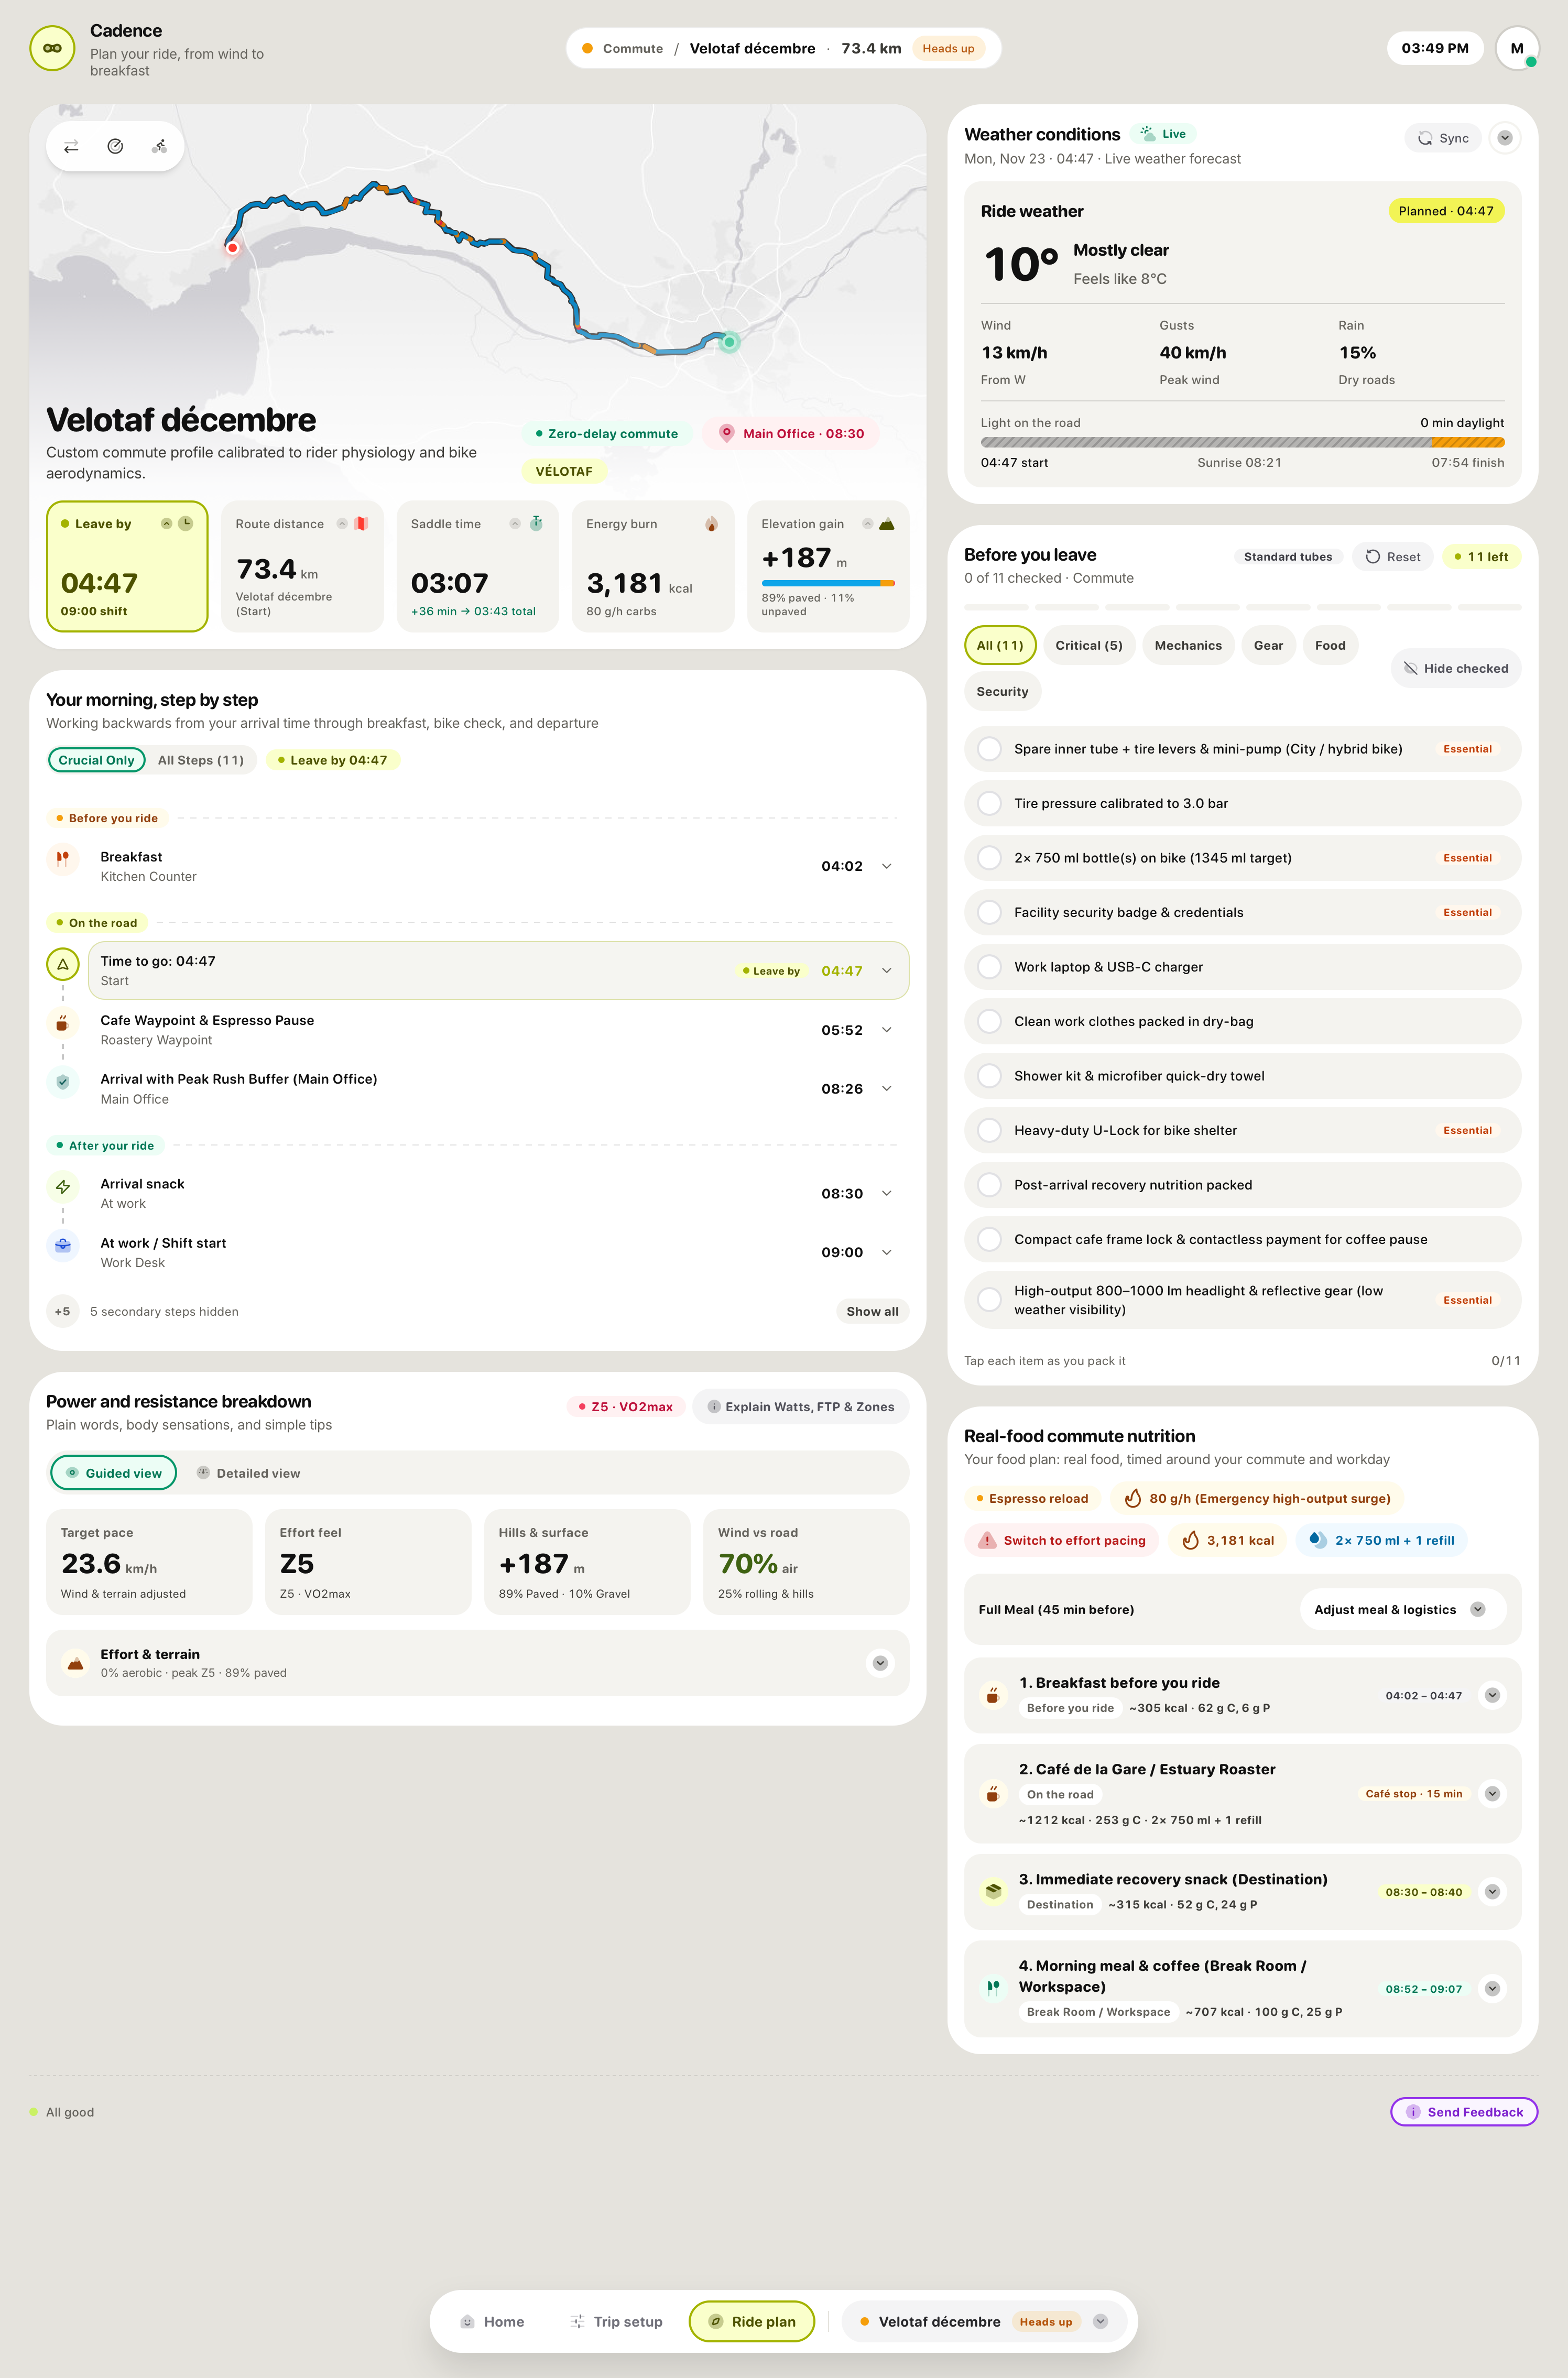 Cadence
Plan your ride, from wind to
breakfast
Commute / Velotaf décembre · 73.4 km Heads up
03:49 PM
M
Velotaf décembre
Custom commute profile calibrated to rider physiology and bike
aerodynamics.
Zero-delay commute
Main Office · 08:30
VÉLOTAF
Leave by
04:47
09:00 shift
Route distance
73.4 km
Velotaf décembre
(Start)
Saddle time
03:07
+36 min → 03:43 total
Energy burn
3,181 kcal
80 g/h carbs
Elevation gain
+187 m
89% paved · 11%
unpaved
Your morning, step by step
Working backwards from your arrival time through breakfast, bike check, and departure
Crucial Only
All Steps (11)
Leave by 04:47
Before you ride
Breakfast
Kitchen Counter
04:02
On the road
Time to go: 04:47
Start
Leave by
04:47
Cafe Waypoint & Espresso Pause
Roastery Waypoint
05:52
Arrival with Peak Rush Buffer (Main Office)
Main Office
08:26
After your ride
Arrival snack
At work
08:30
At work / Shift start
Work Desk
09:00
+5
5 secondary steps hidden
Show all
Power and resistance breakdown
Plain words, body sensations, and simple tips
Z5 · VO2max
Explain Watts, FTP & Zones
Guided view
Detailed view
Target pace
23.6 km/h
Wind & terrain adjusted
Effort feel
Z5
Z5 · VO2max
Hills & surface
+187 m
89% Paved · 10% Gravel
Wind vs road
70% air
25% rolling & hills
Effort & terrain
0% aerobic · peak Z5 · 89% paved
Weather conditions
Live
Sync
Mon, Nov 23 · 04:47 · Live weather forecast
Ride weather
Planned · 04:47
10°
Mostly clear
Feels like 8°C
Wind
13 km/h
From W
Gusts
40 km/h
Peak wind
Rain
15%
Dry roads
Light on the road
0 min daylight
04:47 start
Sunrise 08:21
07:54 finish
Before you leave
0 of 11 checked · Commute
Standard tubes
Reset
11 left
All (11)
Critical (5)
Mechanics
Gear
Food
Security
Hide checked
Spare inner tube + tire levers & mini-pump (City / hybrid bike)
Essential
Tire pressure calibrated to 3.0 bar
2× 750 ml bottle(s) on bike (1345 ml target)
Essential
Facility security badge & credentials
Essential
Work laptop & USB-C charger
Clean work clothes packed in dry-bag
Shower kit & microfiber quick-dry towel
Heavy-duty U-Lock for bike shelter
Essential
Post-arrival recovery nutrition packed
Compact cafe frame lock & contactless payment for coffee pause
High-output 800–1000 lm headlight & reflective gear (low
weather visibility)
Essential
Tap each item as you pack it
0/11
Real-food commute nutrition
Your food plan: real food, timed around your commute and workday
Espresso reload
80 g/h (Emergency high-output surge)
Switch to effort pacing
3,181 kcal
2× 750 ml + 1 refill
Full Meal (45 min before)
Adjust meal & logistics
1. Breakfast before you ride
Before you ride
~305 kcal · 62 g C, 6 g P
04:02 – 04:47
2. Café de la Gare / Estuary Roaster
On the road
~1212 kcal · 253 g C · 2× 750 ml + 1 refill
Café stop · 15 min
3. Immediate recovery snack (Destination)
Destination
~315 kcal · 52 g C, 24 g P
08:30 – 08:40
4. Morning meal & coffee (Break Room /
Workspace)
Break Room / Workspace
~707 kcal · 100 g C, 25 g P
08:52 – 09:07
All good
Send Feedback
Home
Trip setup
Ride plan
Velotaf décembre
Heads up